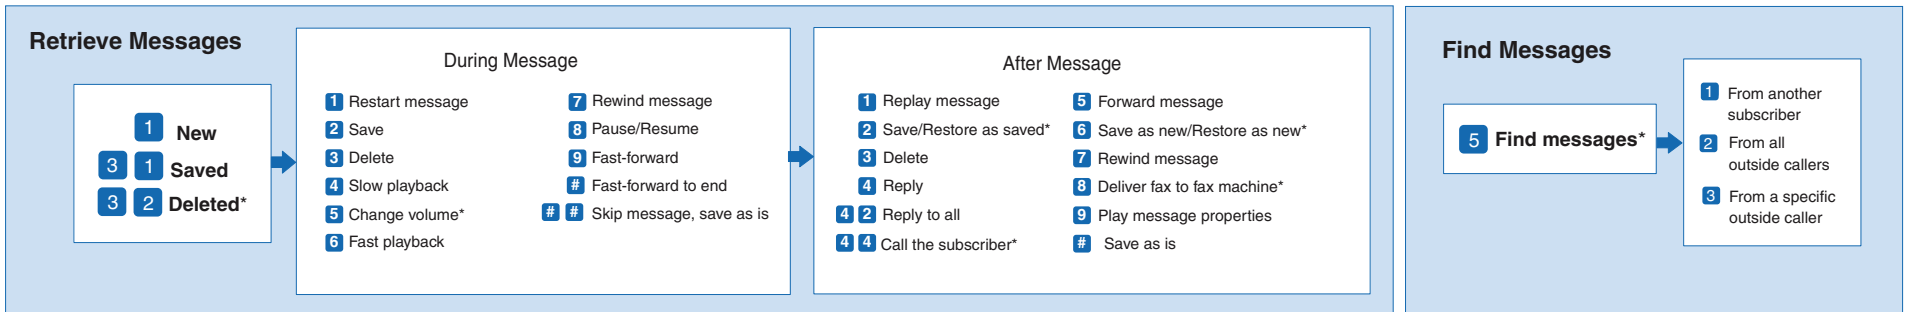 Retrieve Messages
1 New
3 1 Saved
3 2 Deleted*
During Message
1 Restart message
2 Save
3 Delete
4 Slow playback
5 Change volume*
6 Fast playback
7 Rewind message
8 Pause/Resume
9 Fast-forward
# Fast-forward to end
# # Skip message, save as is
After Message
1 Replay message
2 Save/Restore as saved*
3 Delete
4 Reply
4 2 Reply to all
4 4 Call the subscriber*
5 Forward message
6 Save as new/Restore as new*
7 Rewind message
8 Deliver fax to fax machine*
9 Play message properties
# Save as is
Find Messages
5 Find messages*
1 From another
subscriber
2 From all
outside callers
3 From a specific
outside caller